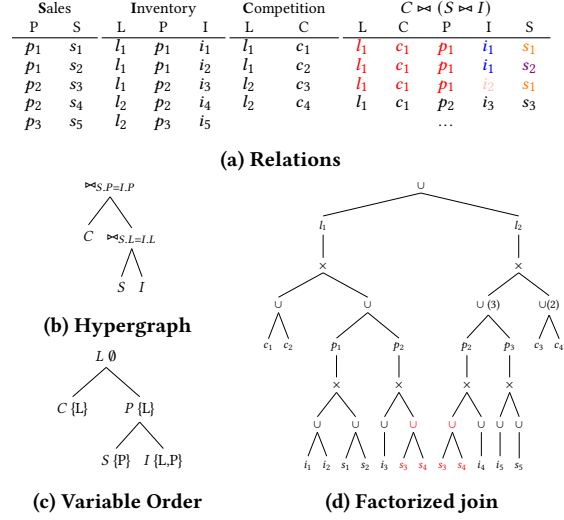 Sales Inventory Competition C ⋈ (S ⋈ I)
P S L P I L C L C P I S
p₁ s₁ l₁ p₁ i₁ l₁ c₁ l₁ c₁ p₁ i₁ s₁
p₁ s₂ l₁ p₁ i₂ l₁ c₂ l₁ c₁ p₁ i₁ s₂
p₂ s₃ l₁ p₂ i₃ l₂ c₃ l₁ c₁ p₁ i₂ s₁
p₂ s₄ l₂ p₂ i₄ l₂ c₄ l₁ c₁ p₂ i₃ s₃
p₃ s₅ l₂ p₃ i₅ ...
(a) Relations
⋈S.P=I.P
C ⋈S.L=I.L
S I
(b) Hypergraph
L ∅
C {L} P {L}
S {P} I {L,P}
(c) Variable Order
∪
l₁ l₂
× ×
∪ ∪ ∪(3) ∪(2)
c₁ c₂ p₁ p₂ p₂ p₃ c₃ c₄
× × × ×
∪ ∪ ∪ ∪ ∪ ∪ ∪ ∪
i₁ i₂ s₁ s₂ i₃ s₃ s₄ s₃ s₄ i₄ i₅ s₅
(d) Factorized join